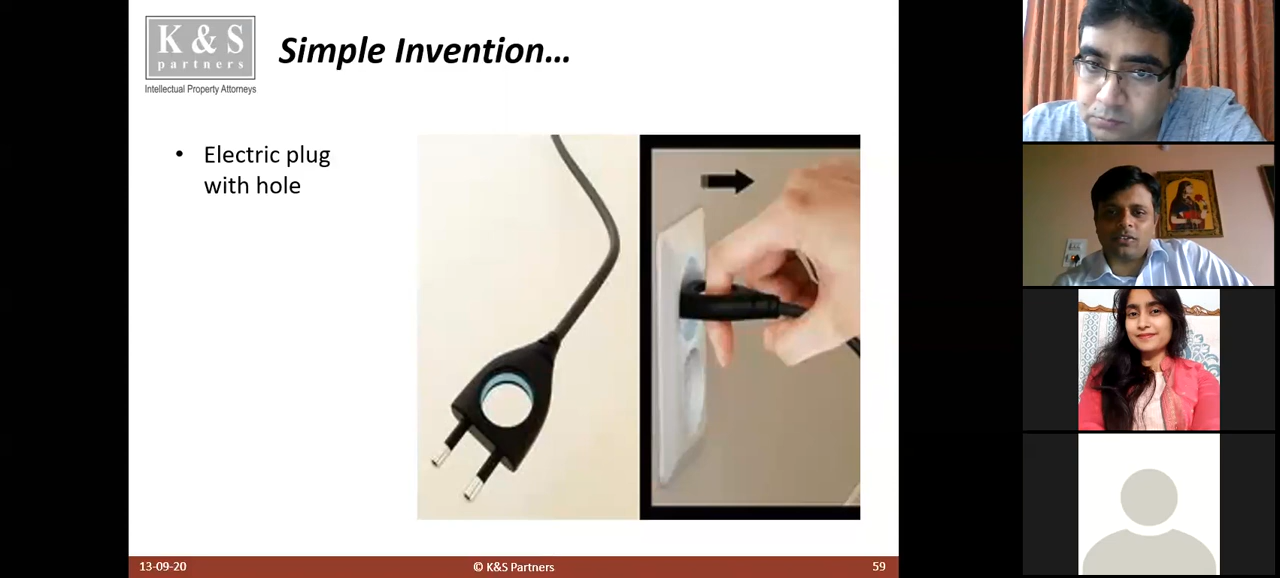 K & S
partners
Intellectual Property Attorneys
Simple Invention...
• Electric plug
with hole
13-09-20
© K&S Partners
59